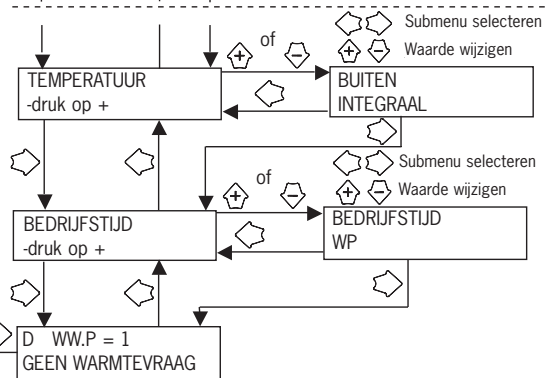 Submenu selecteren
of
Waarde wijzigen
TEMPERATUUR
-druk op +
BUITEN
INTEGRAAL
Submenu selecteren
of
Waarde wijzigen
BEDRIJFSTIJD
-druk op +
BEDRIJFSTIJD
WP
D WW.P = 1
GEEN WARMTEVRAAG